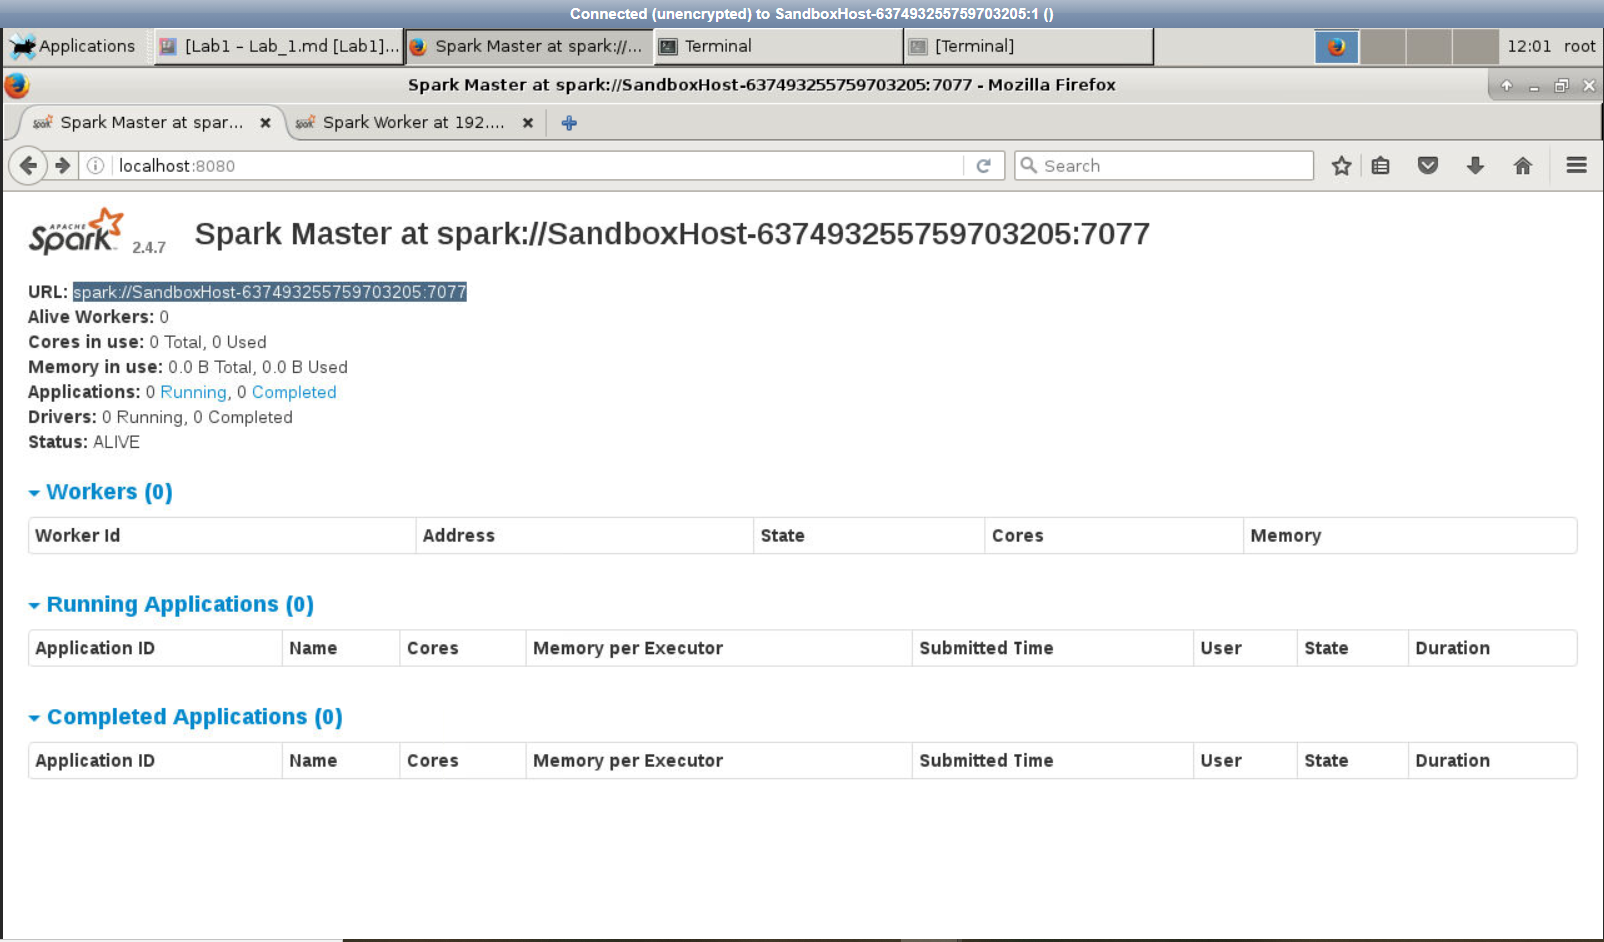 Connected (unencrypted) to SandboxHost-637493255759703205:1 ()
Applications [Lab1 - Lab_1.md [Lab1]... Spark Master at spark://... Terminal [Terminal] 12:01 root
Spark Master at spark://SandboxHost-637493255759703205:7077 - Mozilla Firefox
Spark Master at spar... Spark Worker at 192....
localhost:8080 Search
APACHE Spark 2.4.7 Spark Master at spark://SandboxHost-637493255759703205:7077
URL: spark://SandboxHost-637493255759703205:7077
Alive Workers: 0
Cores in use: 0 Total, 0 Used
Memory in use: 0.0 B Total, 0.0 B Used
Applications: 0 Running, 0 Completed
Drivers: 0 Running, 0 Completed
Status: ALIVE
Workers (0)
Worker Id Address State Cores Memory
Running Applications (0)
Application ID Name Cores Memory per Executor Submitted Time User State Duration
Completed Applications (0)
Application ID Name Cores Memory per Executor Submitted Time User State Duration